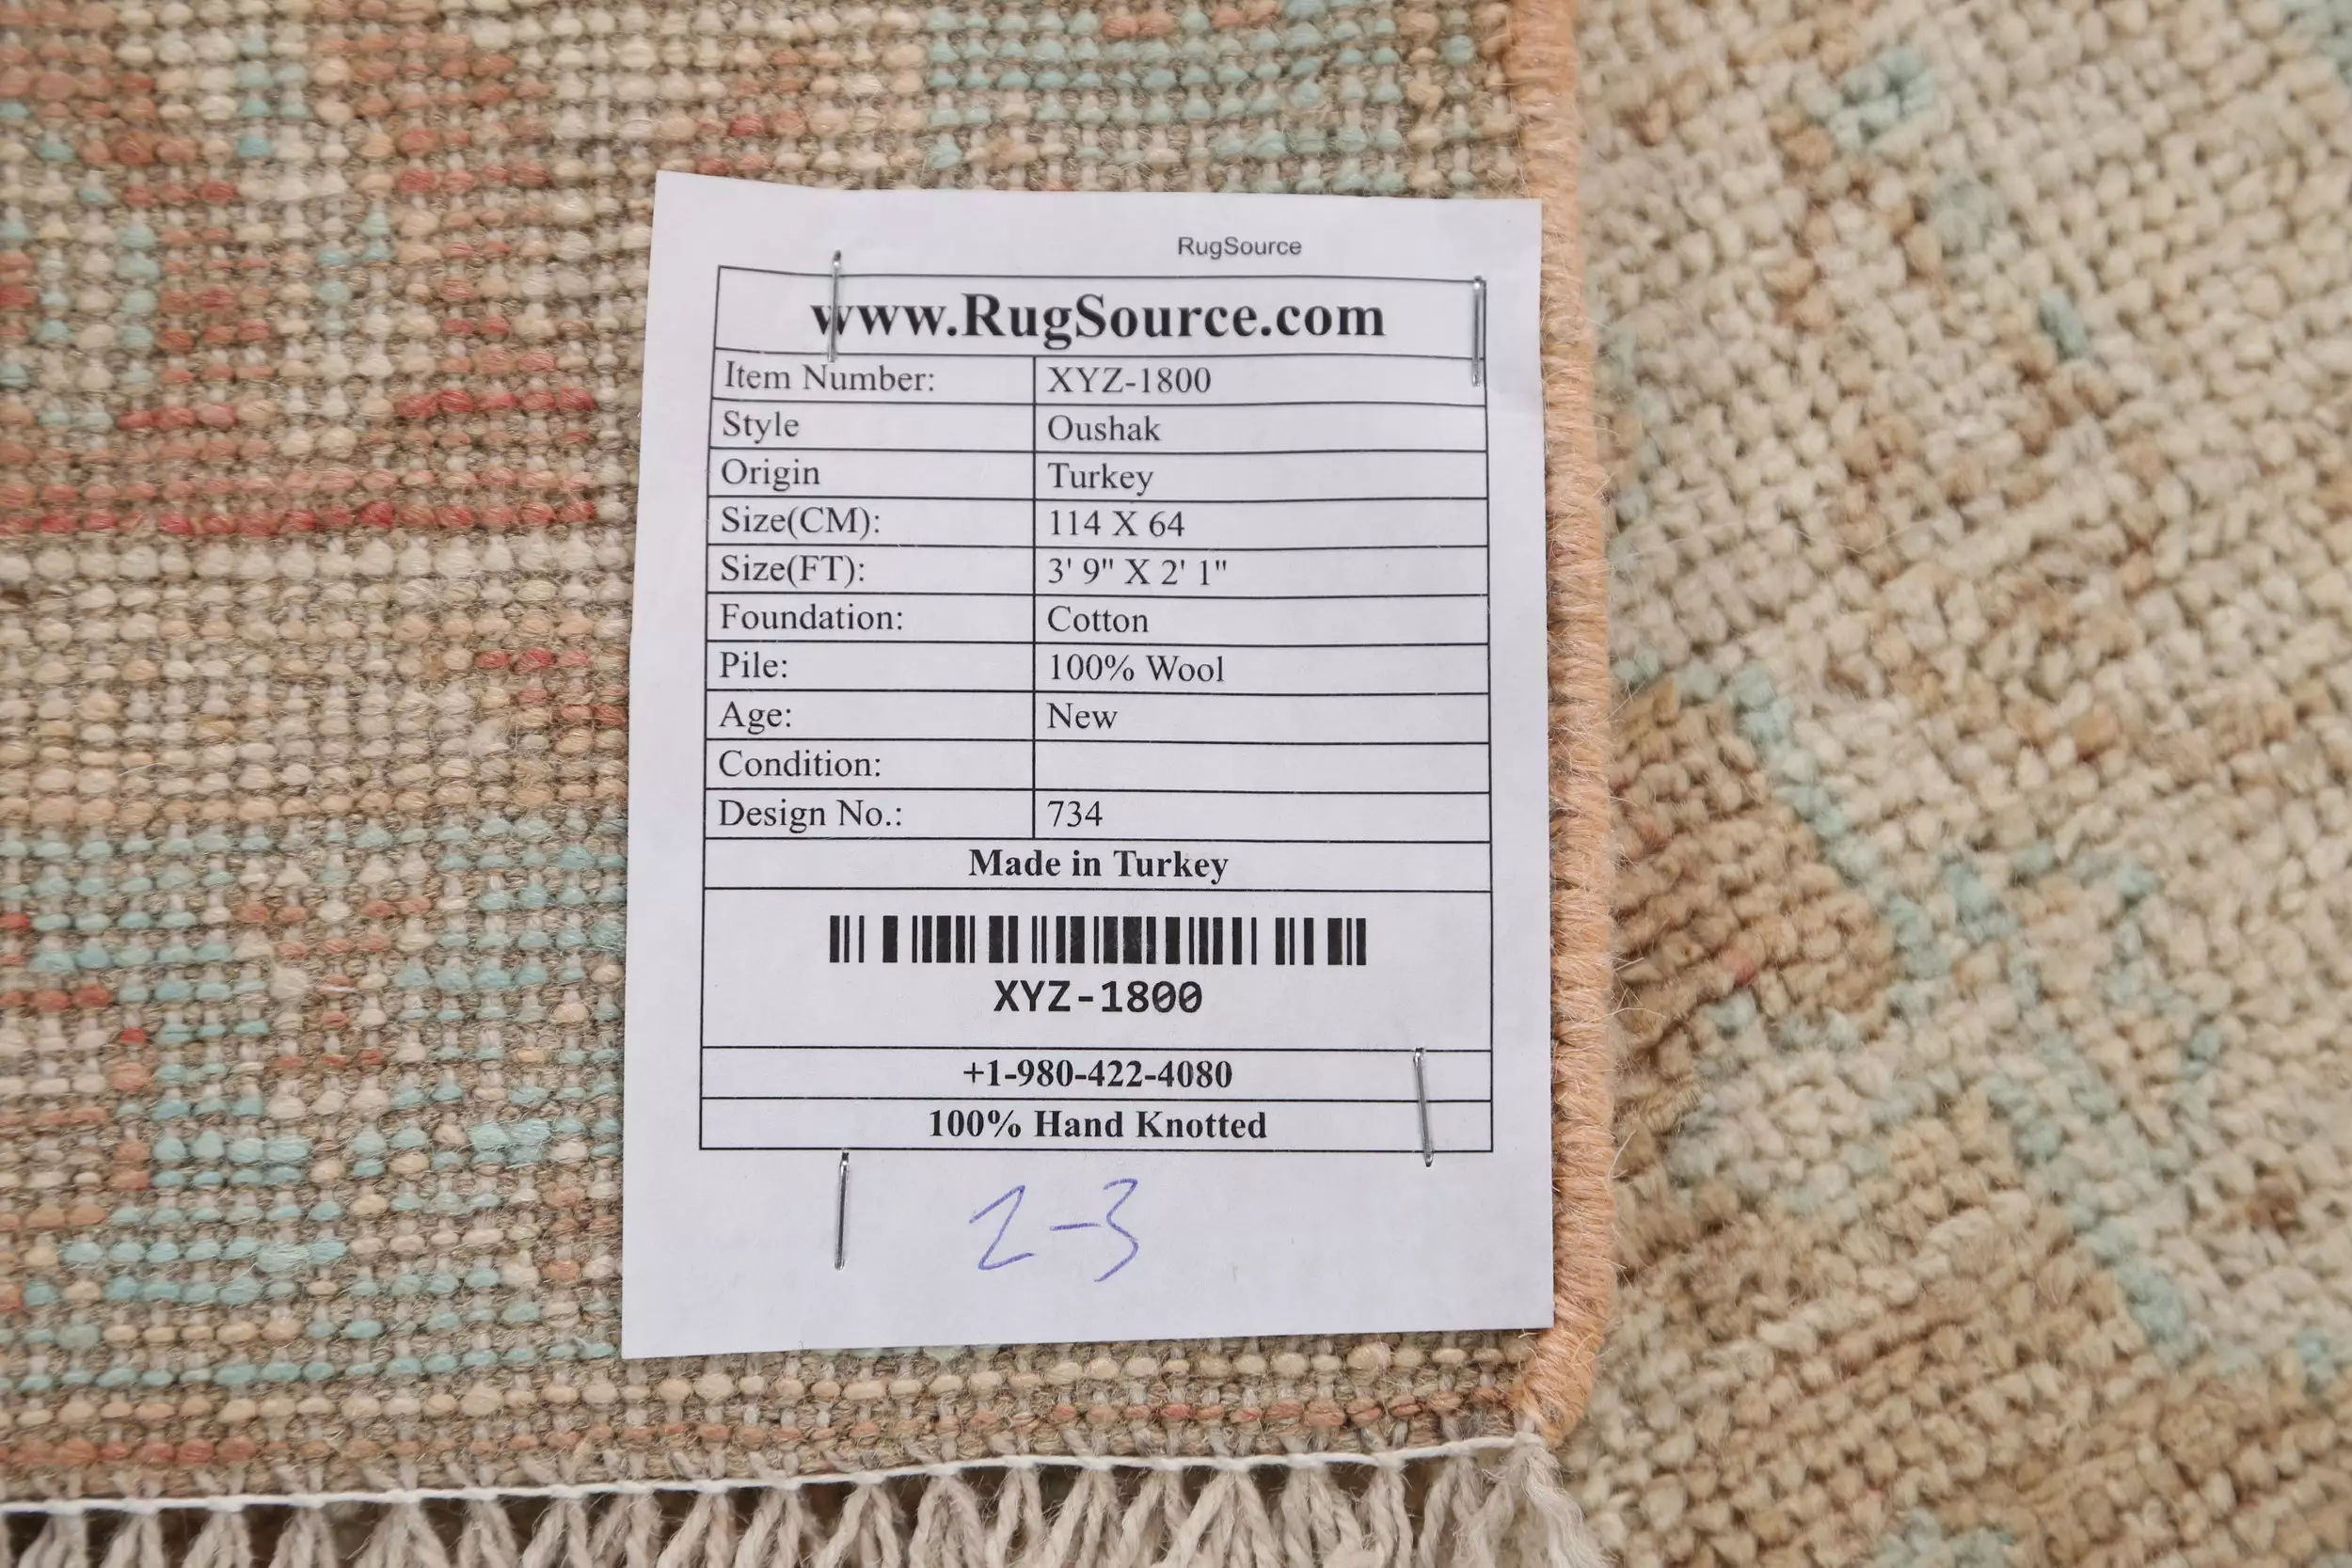 RugSource
www.RugSource.com
Item Number: XYZ-1800
Style Oushak
Origin Turkey
Size(CM): 114 X 64
Size(FT): 3' 9" X 2' 1"
Foundation: Cotton
Pile: 100% Wool
Age: New
Condition:
Design No.: 734
Made in Turkey
XYZ-1800
+1-980-422-4080
100% Hand Knotted
2-3